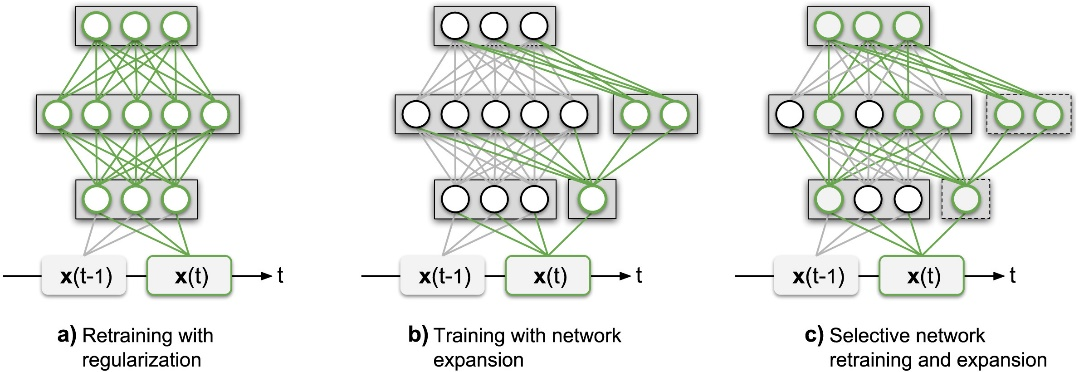 x(t-1) x(t) t
x(t-1) x(t) t
x(t-1) x(t) t
a) Retraining with
regularization
b) Training with network
expansion
c) Selective network
retraining and expansion